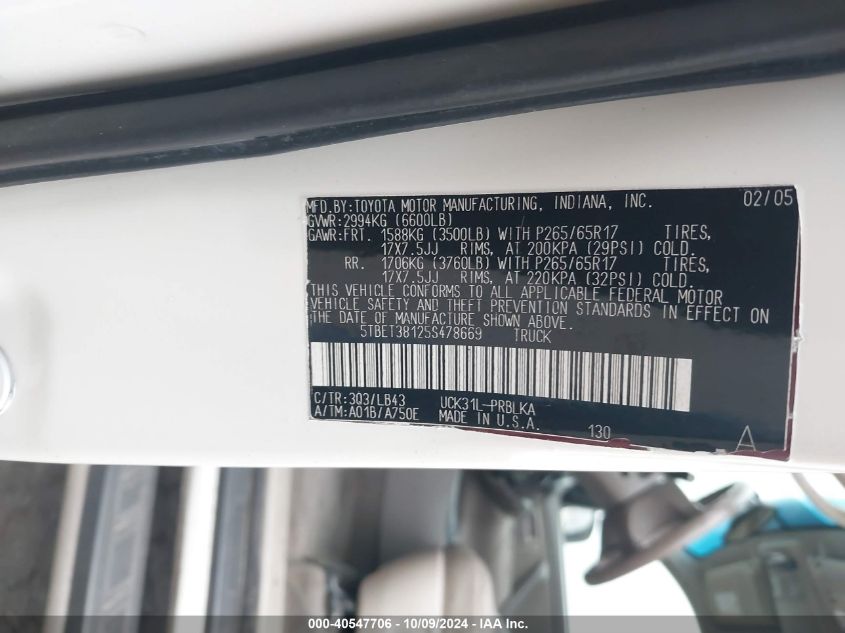 MFD.BY:TOYOTA MOTOR MANUFACTURING, INDIANA, INC. 02/05
GVWR:2994KG (6600LB)
GAWR:FRT. 1588KG (3500LB) WITH P265/65R17 TIRES,
17X7.5JJ RIMS, AT 200KPA (29PSI) COLD.
RR. 1706KG (3760LB) WITH P265/65R17 TIRES,
17X7.5JJ RIMS, AT 220KPA (32PSI) COLD.
THIS VEHICLE CONFORMS TO ALL APPLICABLE FEDERAL MOTOR
VEHICLE SAFETY AND THEFT PREVENTION STANDARDS IN EFFECT ON
THE DATE OF MANUFACTURE SHOWN ABOVE.
5TBET38125S478669 TRUCK
C/TR:3Q3/LB43 UCK31L-PRBLKA
A/TM:A01B/A750E MADE IN U.S.A. 130 A
000-40547706 - 10/09/2024 - IAA Inc.